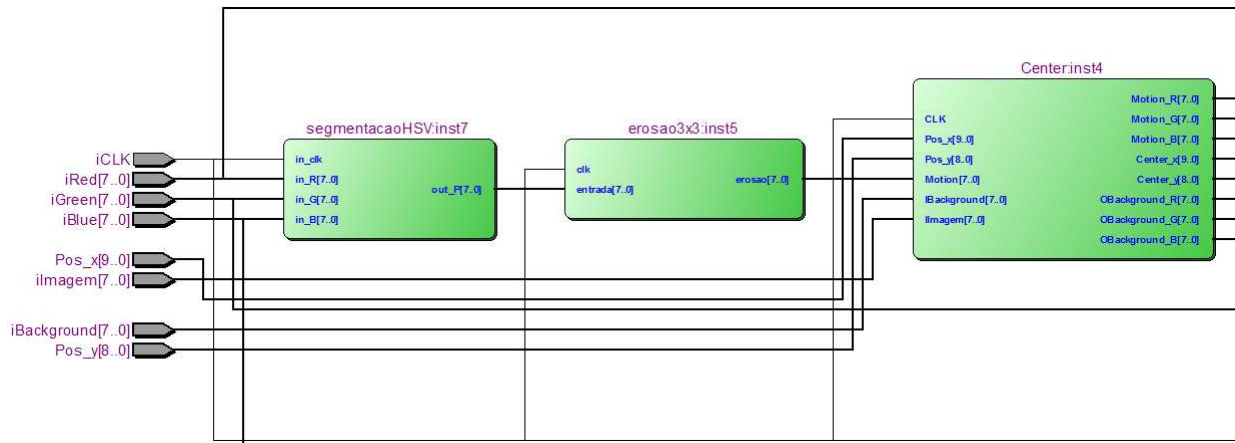 iCLK
iRed[7..0]
iGreen[7..0]
iBlue[7..0]
Pos_x[9..0]
iImagem[7..0]
iBackground[7..0]
Pos_y[8..0]
segmentacaoHSV:inst7
in_clk
in_R[7..0]
in_G[7..0]
in_B[7..0]
out_P[7..0]
erosao3x3:inst5
clk
entrada[7..0]
erosao[7..0]
Center:inst4
CLK
Pos_x[9..0]
Pos_y[8..0]
Motion[7..0]
IBackground[7..0]
IImagem[7..0]
Motion_R[7..0]
Motion_G[7..0]
Motion_B[7..0]
Center_x[9..0]
Center_y[8..0]
OBackground_R[7..0]
OBackground_G[7..0]
OBackground_B[7..0]